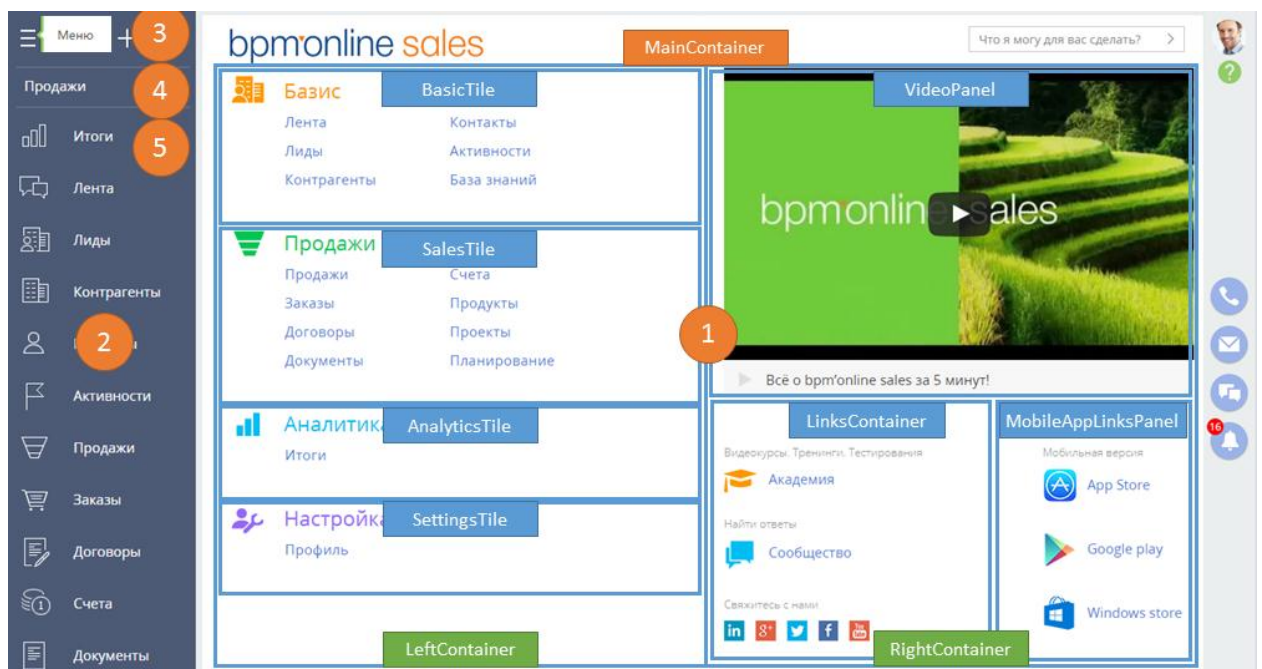 Меню
3
Продажи
4
Итоги
5
Лента
Лиды
Контрагенты
2
Активности
Продажи
Заказы
Договоры
Счета
Документы
bpm'online sales
MainContainer
Что я могу для вас сделать?
Базис
BasicTile
Лента
Контакты
Лиды
Активности
Контрагенты
База знаний
Продажи
SalesTile
Продажи
Счета
Заказы
Продукты
Договоры
Проекты
Документы
Планирование
1
AnalyticsTile
Итоги
SettingsTile
Профиль
LeftContainer
VideoPanel
bpm'online sales
Всё о bpm'online sales за 5 минут!
LinksContainer
Видеокурсы. Тренинги. Тестирования
Академия
Найти ответы
Сообщество
Свяжитесь с нами
in 8+ f You Tube
MobileAppLinksPanel
Мобильная версия
App Store
Google play
Windows store
RightContainer
?
16